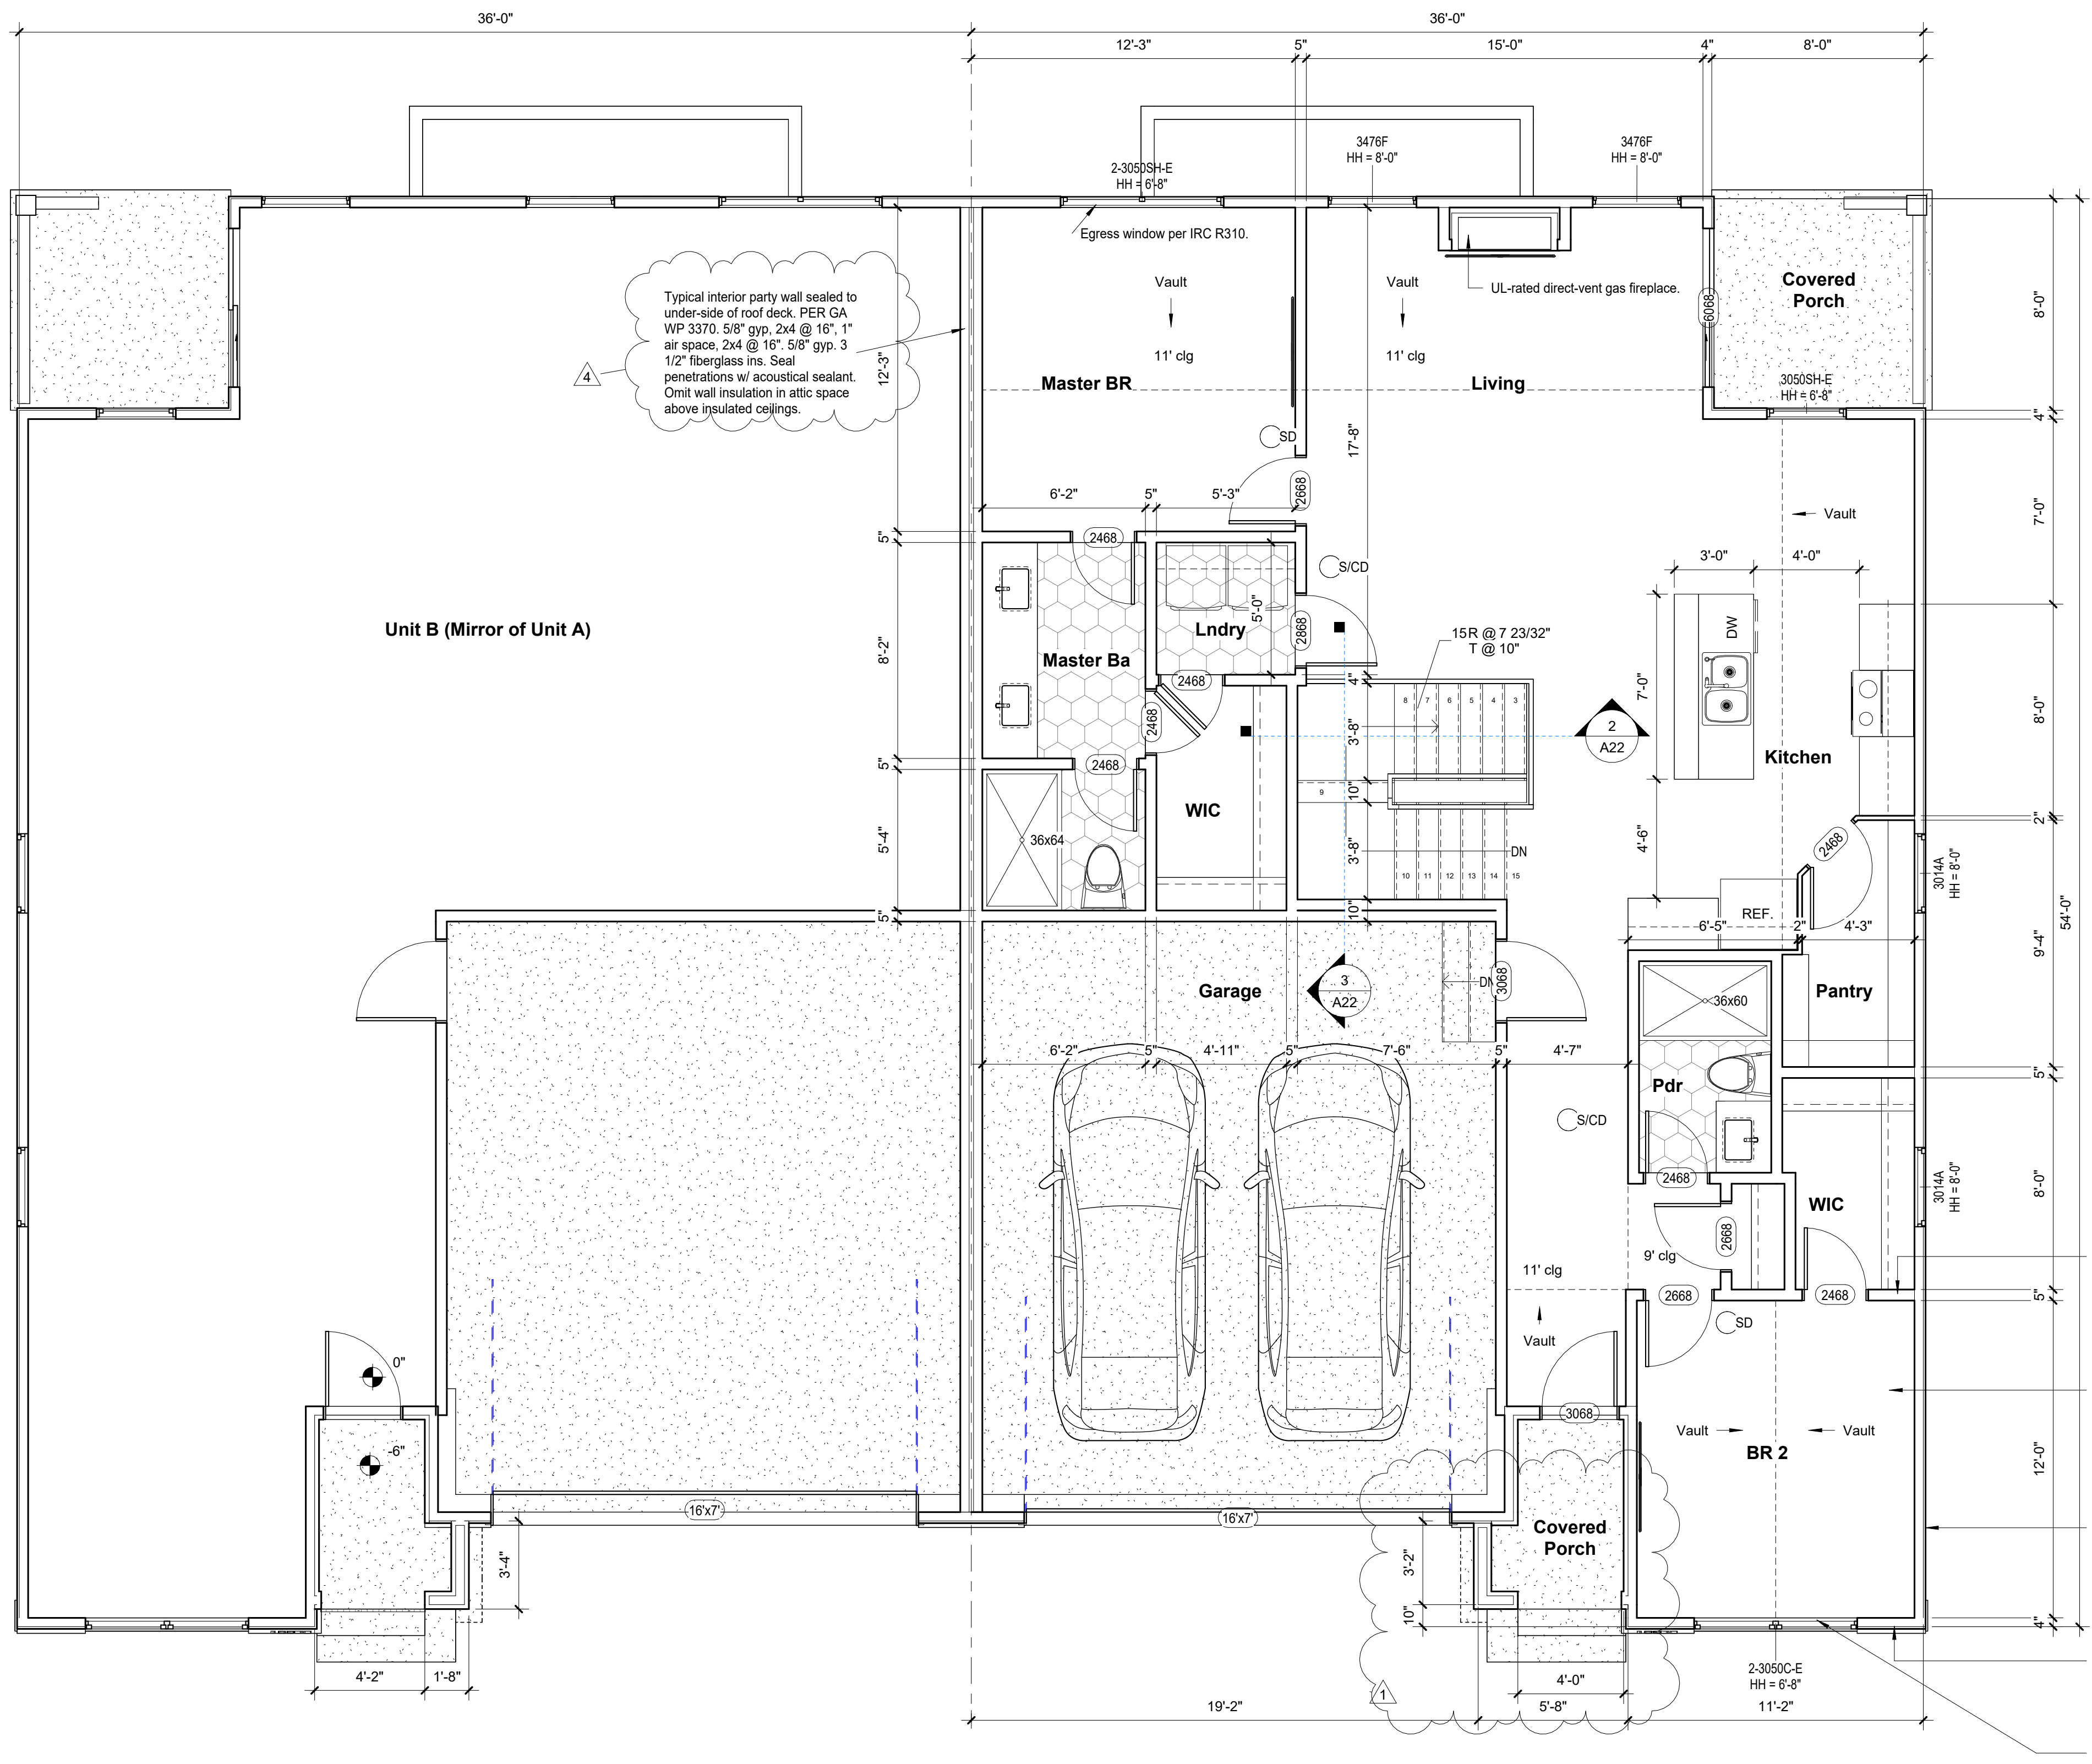 36'-0"
36'-0"
12'-3"
5"
15'-0"
4"
8'-0"
2-3050SH-E
HH = 6'-8"
3476F
HH = 8'-0"
3476F
HH = 8'-0"
Egress window per IRC R310.
Typical interior party wall sealed to
under-side of roof deck. PER GA
WP 3370. 5/8" gyp, 2x4 @ 16", 1"
air space, 2x4 @ 16". 5/8" gyp. 3
1/2" fiberglass ins. Seal
penetrations w/ acoustical sealant.
Omit wall insulation in attic space
above insulated ceilings.
4
12'-3"
Vault
11' clg
Master BR
Vault
11' clg
Living
UL-rated direct-vent gas fireplace.
6068
Covered
Porch
3050SH-E
HH = 6'-8"
8'-0"
4"
SD
17'-8"
2668
6'-2"
5"
5'-3"
Vault
7'-0"
5"
2468
S/CD
3'-0"
4'-0"
Unit B (Mirror of Unit A)
8'-2"
Master Ba
Lndry
5'-0"
2868
15R @ 7 23/32"
T @ 10"
DW
2468
2468
4"
8
7
6
5
4
3
3'-8"
2
A22
7'-0"
8'-0"
Kitchen
5"
2468
WIC
9
10"
2"
36x64
5'-4"
3'-8"
DN
10
11
12
13
14
15
4'-6"
2468
3014A
HH = 8'-0"
54'-0"
5"
10"
REF.
6'-5"
2"
4'-3"
9'-4"
Garage
3
A22
DN
3068
36x60
Pantry
6'-2"
5"
4'-11"
5"
7'-6"
5"
4'-7"
5"
Pdr
S/CD
2468
WIC
3014A
HH = 8'-0"
8'-0"
2668
9' clg
11' clg
2668
2468
5"
SD
Vault
0"
3068
Vault
Vault
BR 2
12'-0"
-6"
16'x7'
16'x7'
Covered
Porch
3'-4"
3'-2"
10"
4"
4'-2"
1'-8"
1
4'-0"
2-3050C-E
HH = 6'-8"
19'-2"
5'-8"
11'-2"